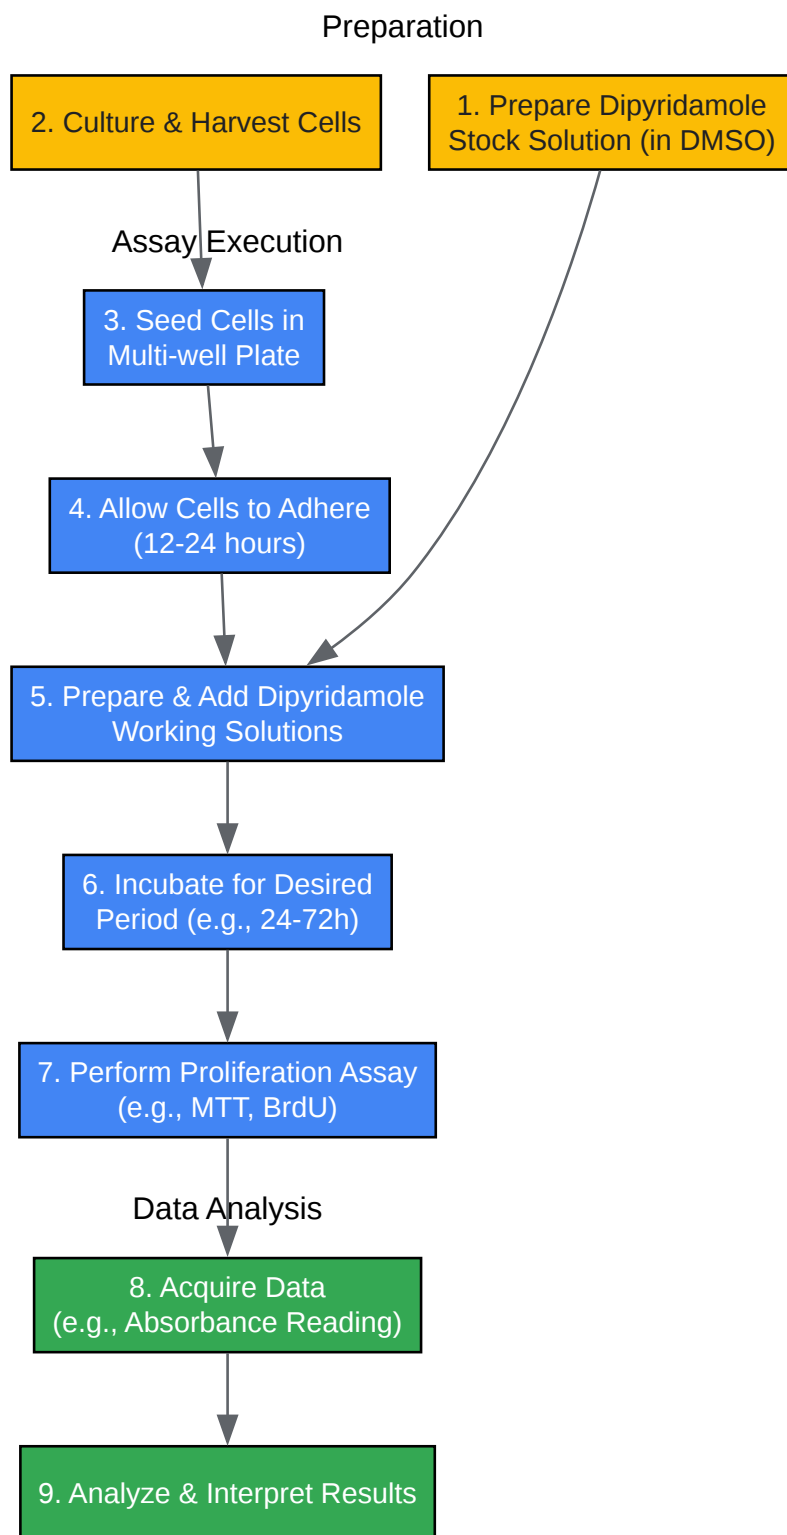 Preparation
2. Culture & Harvest Cells
1. Prepare Dipyridamole
Stock Solution (in DMSO)
Assay Execution
3. Seed Cells in
Multi-well Plate
4. Allow Cells to Adhere
(12-24 hours)
5. Prepare & Add Dipyridamole
Working Solutions
6. Incubate for Desired
Period (e.g., 24-72h)
7. Perform Proliferation Assay
(e.g., MTT, BrdU)
Data Analysis
8. Acquire Data
(e.g., Absorbance Reading)
9. Analyze & Interpret Results